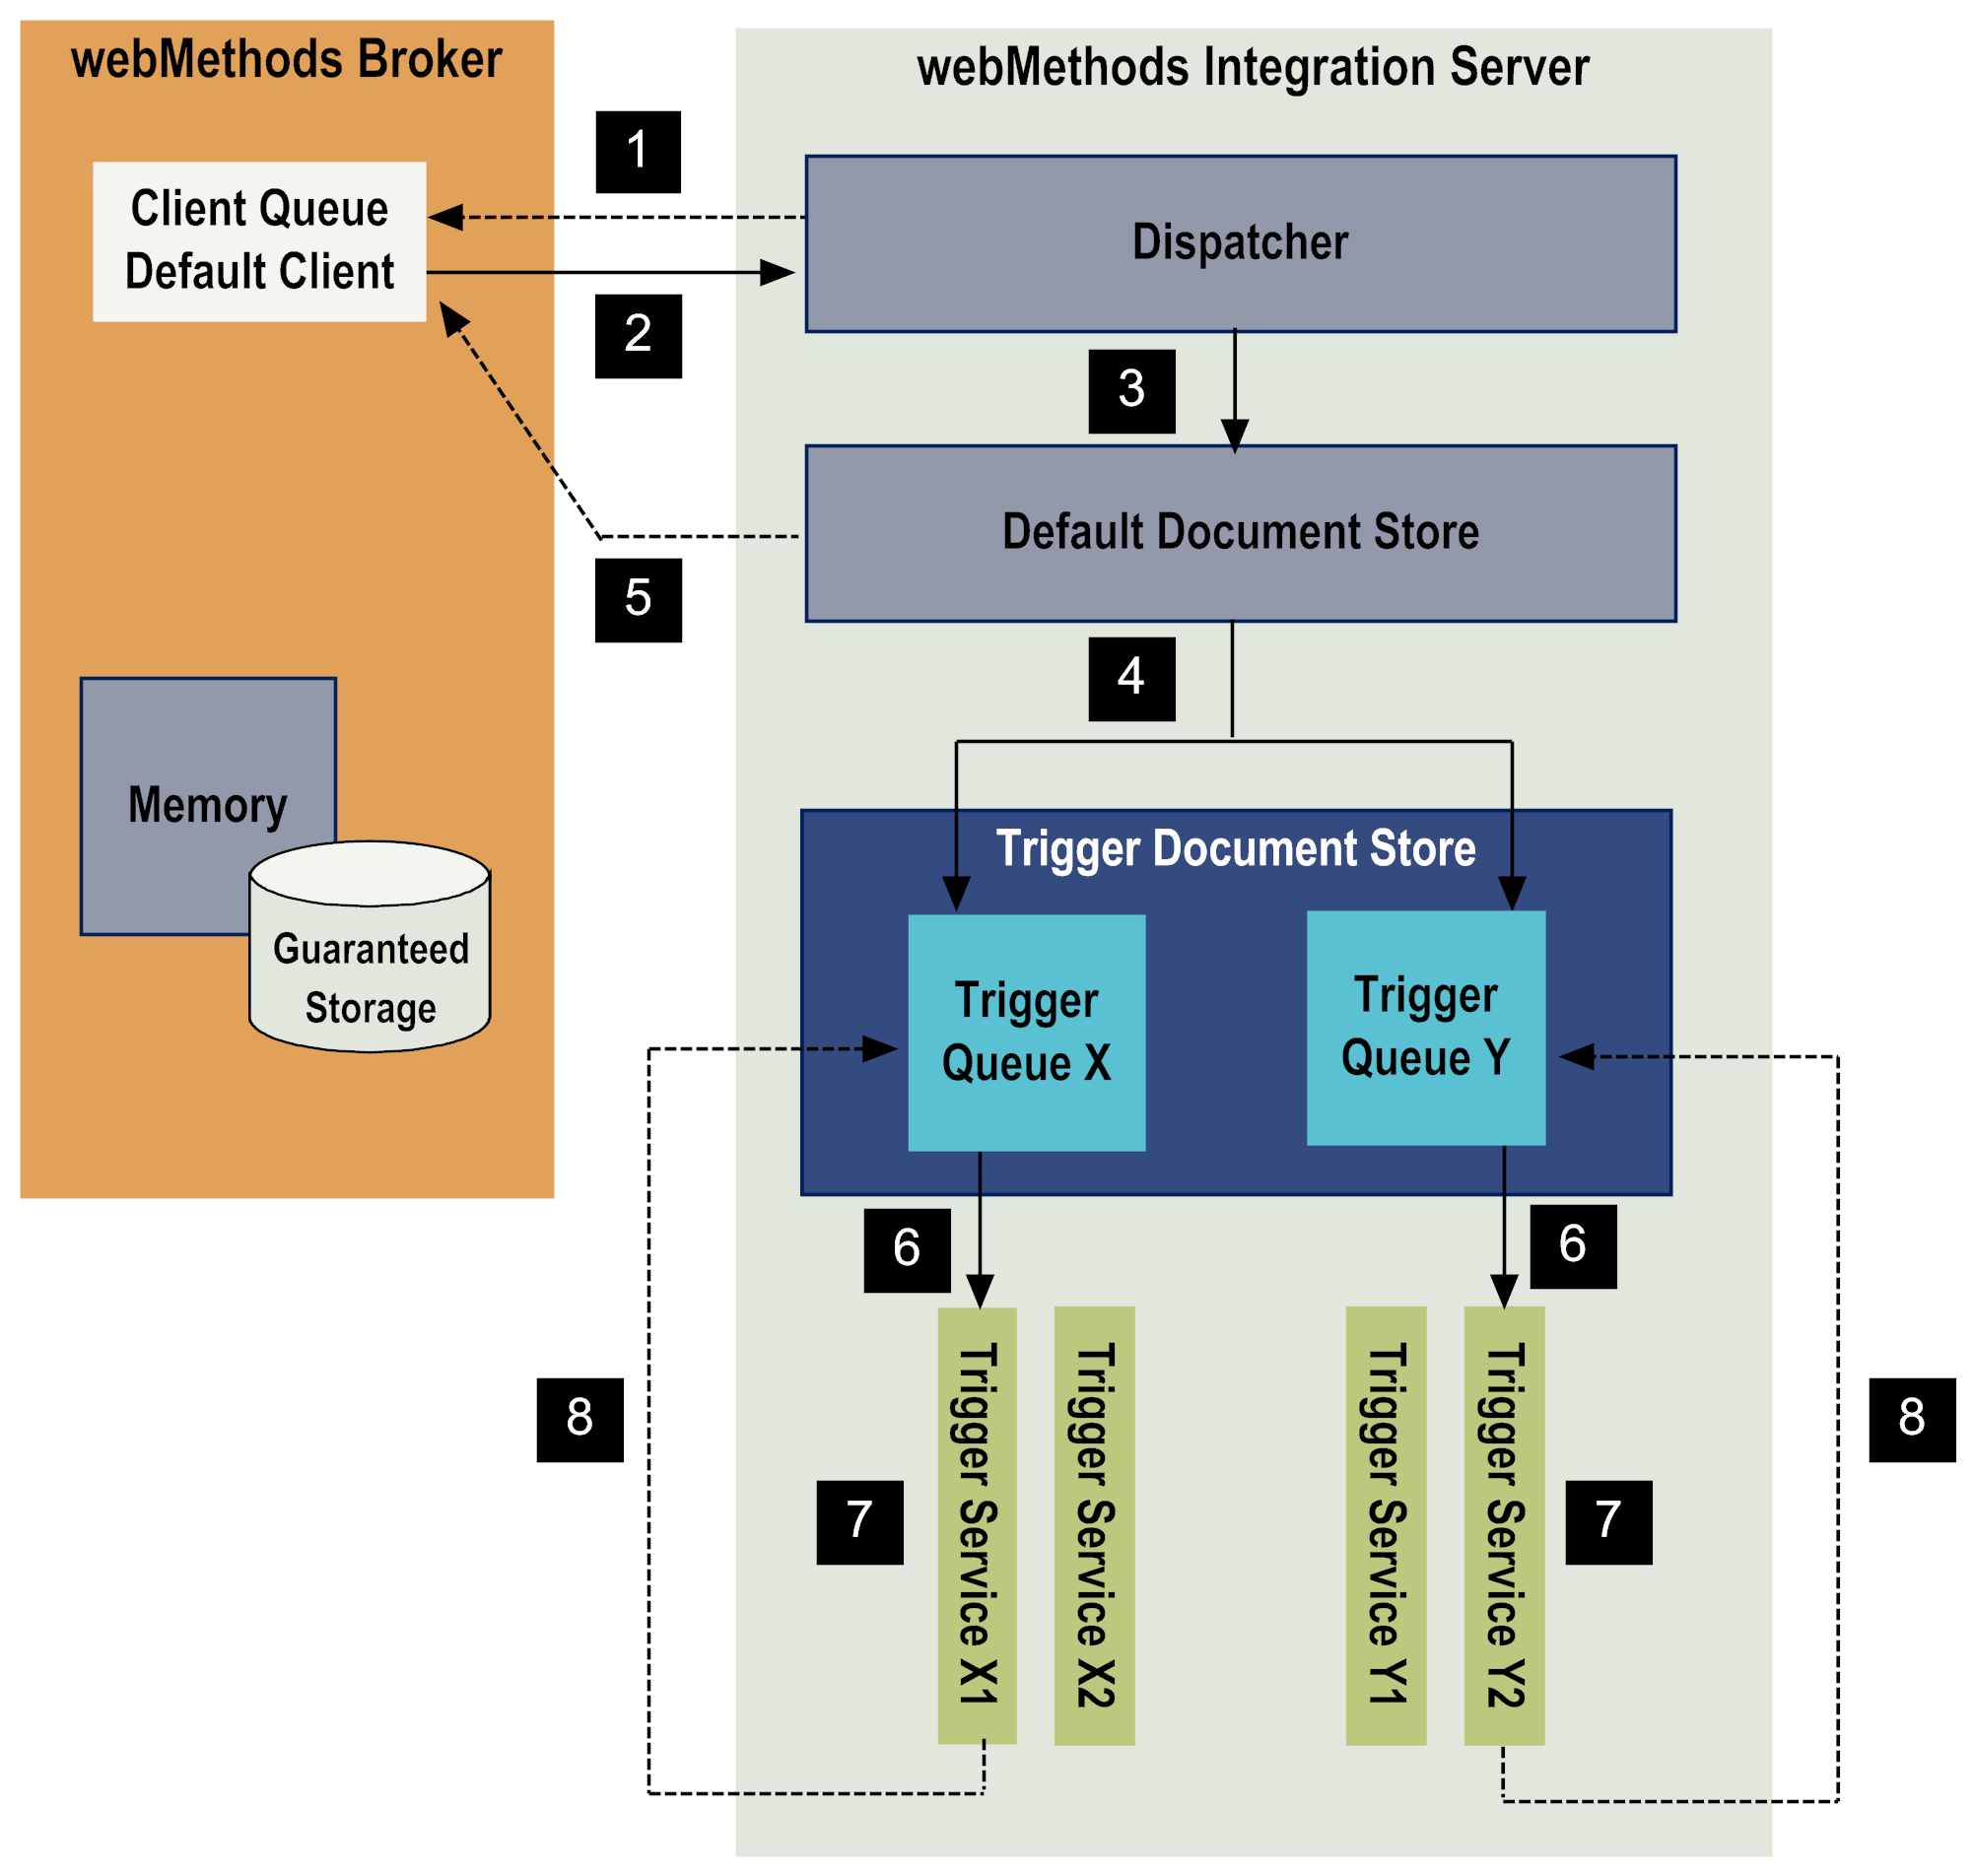 webMethods Broker
webMethods Integration Server
1
Client Queue
Default Client
Dispatcher
2
3
Default Document Store
5
4
Memory
Guaranteed
Storage
Trigger Document Store
Trigger
Queue X
Trigger
Queue Y
6
6
Trigger Service X1
Trigger Service X2
Trigger Service Y1
Trigger Service Y2
8
8
7
7